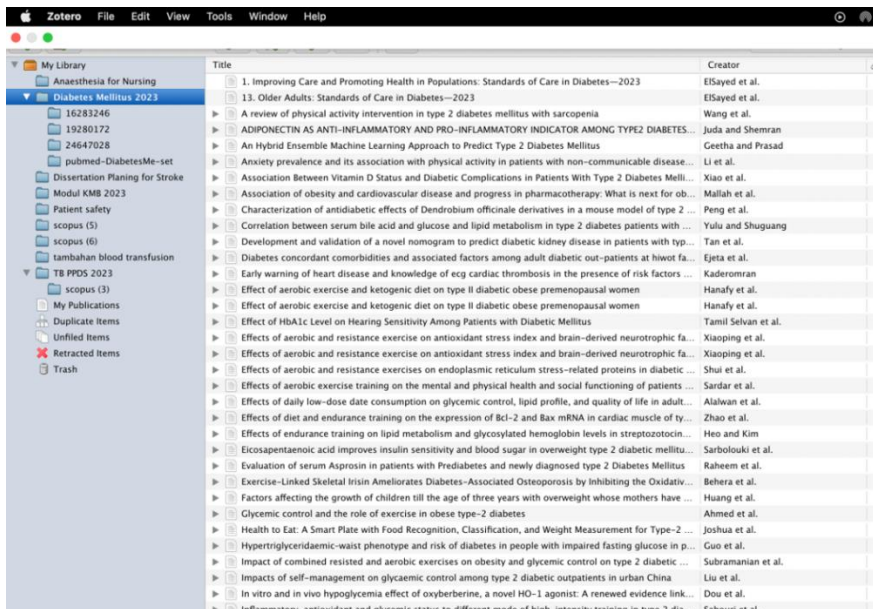 Zotero File Edit View Tools Window Help
My Library
Anaesthesia for Nursing
Diabetes Mellitus 2023
16283246
19280172
24647028
pubmed-DiabetesMe-set
Dissertation Planing for Stroke
Modul KMB 2023
Patient safety
scopus (5)
scopus (6)
tambahan blood transfusion
TB PPDS 2023
scopus (3)
My Publications
Duplicate Items
Unfiled Items
Retracted Items
Trash
Title Creator
1. Improving Care and Promoting Health in Populations: Standards of Care in Diabetes—2023 ElSayed et al.
13. Older Adults: Standards of Care in Diabetes—2023 ElSayed et al.
A review of physical activity intervention in type 2 diabetes mellitus with sarcopenia Wang et al.
ADIPONECTIN AS ANTI-INFLAMMATORY AND PRO-INFLAMMATORY INDICATOR AMONG TYPE2 DIABETES... Juda and Shemran
An Hybrid Ensemble Machine Learning Approach to Predict Type 2 Diabetes Mellitus Geetha and Prasad
Anxiety prevalence and its association with physical activity in patients with non-communicable disease... Li et al.
Association Between Vitamin D Status and Diabetic Complications in Patients With Type 2 Diabetes Melli... Xiao et al.
Association of obesity and cardiovascular disease and progress in pharmacotherapy: What is next for ob... Mallah et al.
Characterization of antidiabetic effects of Dendrobium officinale derivatives in a mouse model of type 2 ... Peng et al.
Correlation between serum bile acid and glucose and lipid metabolism in type 2 diabetes patients with ... Yulu and Shuguang
Development and validation of a novel nomogram to predict diabetic kidney disease in patients with typ... Tan et al.
Diabetes concordant comorbidities and associated factors among adult diabetic out-patients at hiwot fa... Ejeta et al.
Early warning of heart disease and knowledge of ecg cardiac thrombosis in the presence of risk factors ... Kaderomran
Effect of aerobic exercise and ketogenic diet on type II diabetic obese premenopausal women Hanafy et al.
Effect of aerobic exercise and ketogenic diet on type II diabetic obese premenopausal women Hanafy et al.
Effect of HbA1c Level on Hearing Sensitivity Among Patients with Diabetic Mellitus Tamil Selvan et al.
Effects of aerobic and resistance exercise on antioxidant stress index and brain-derived neurotrophic fa... Xiaoping et al.
Effects of aerobic and resistance exercise on antioxidant stress index and brain-derived neurotrophic fa... Xiaoping et al.
Effects of aerobic and resistance exercises on endoplasmic reticulum stress-related proteins in diabetic ... Shui et al.
Effects of aerobic exercise training on the mental and physical health and social functioning of patients ... Sardar et al.
Effects of daily low-dose date consumption on glycemic control, lipid profile, and quality of life in adult... Alalwan et al.
Effects of diet and endurance training on the expression of Bcl-2 and Bax mRNA in cardiac muscle of ty... Zhao et al.
Effects of endurance training on lipid metabolism and glycosylated hemoglobin levels in streptozotocin... Heo and Kim
Eicosapentaenoic acid improves insulin sensitivity and blood sugar in overweight type 2 diabetes mellitu... Sarbolouki et al.
Evaluation of serum Asprosin in patients with Prediabetes and newly diagnosed type 2 Diabetes Mellitus Raheem et al.
Exercise-Linked Skeletal Irisin Ameliorates Diabetes-Associated Osteoporosis by Inhibiting the Oxidativ... Behera et al.
Factors affecting the growth of children till the age of three years with overweight whose mothers have ... Huang et al.
Glycemic control and the role of exercise in obese type-2 diabetes Ahmed et al.
Health to Eat: A Smart Plate with Food Recognition, Classification, and Weight Measurement for Type-2 ... Joshua et al.
Hypertriglyceridaemic-waist phenotype and risk of diabetes in people with impaired fasting glucose in p... Guo et al.
Impact of combined resisted and aerobic exercises on obesity and glycemic control on type 2 diabetic ... Subramanian et al.
Impacts of self-management on glycaemic control among type 2 diabetic outpatients in urban China Liu et al.
In vitro and in vivo hypoglycemia effect of oxyberberine, a novel HO-1 agonist: A renewed evidence link... Dou et al.